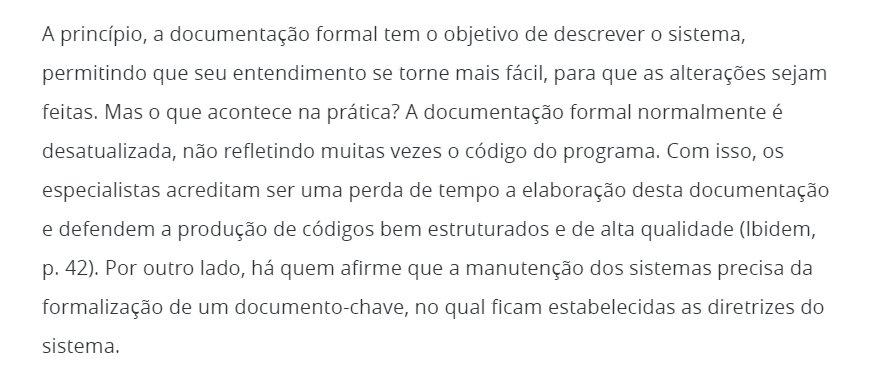 A princípio, a documentação formal tem o objetivo de descrever o sistema,
permitindo que seu entendimento se torne mais fácil, para que as alterações sejam
feitas. Mas o que acontece na prática? A documentação formal normalmente é
desatualizada, não refletindo muitas vezes o código do programa. Com isso, os
especialistas acreditam ser uma perda de tempo a elaboração desta documentação
e defendem a produção de códigos bem estruturados e de alta qualidade (Ibidem,
p. 42). Por outro lado, há quem afirme que a manutenção dos sistemas precisa da
formalização de um documento-chave, no qual ficam estabelecidas as diretrizes do
sistema.